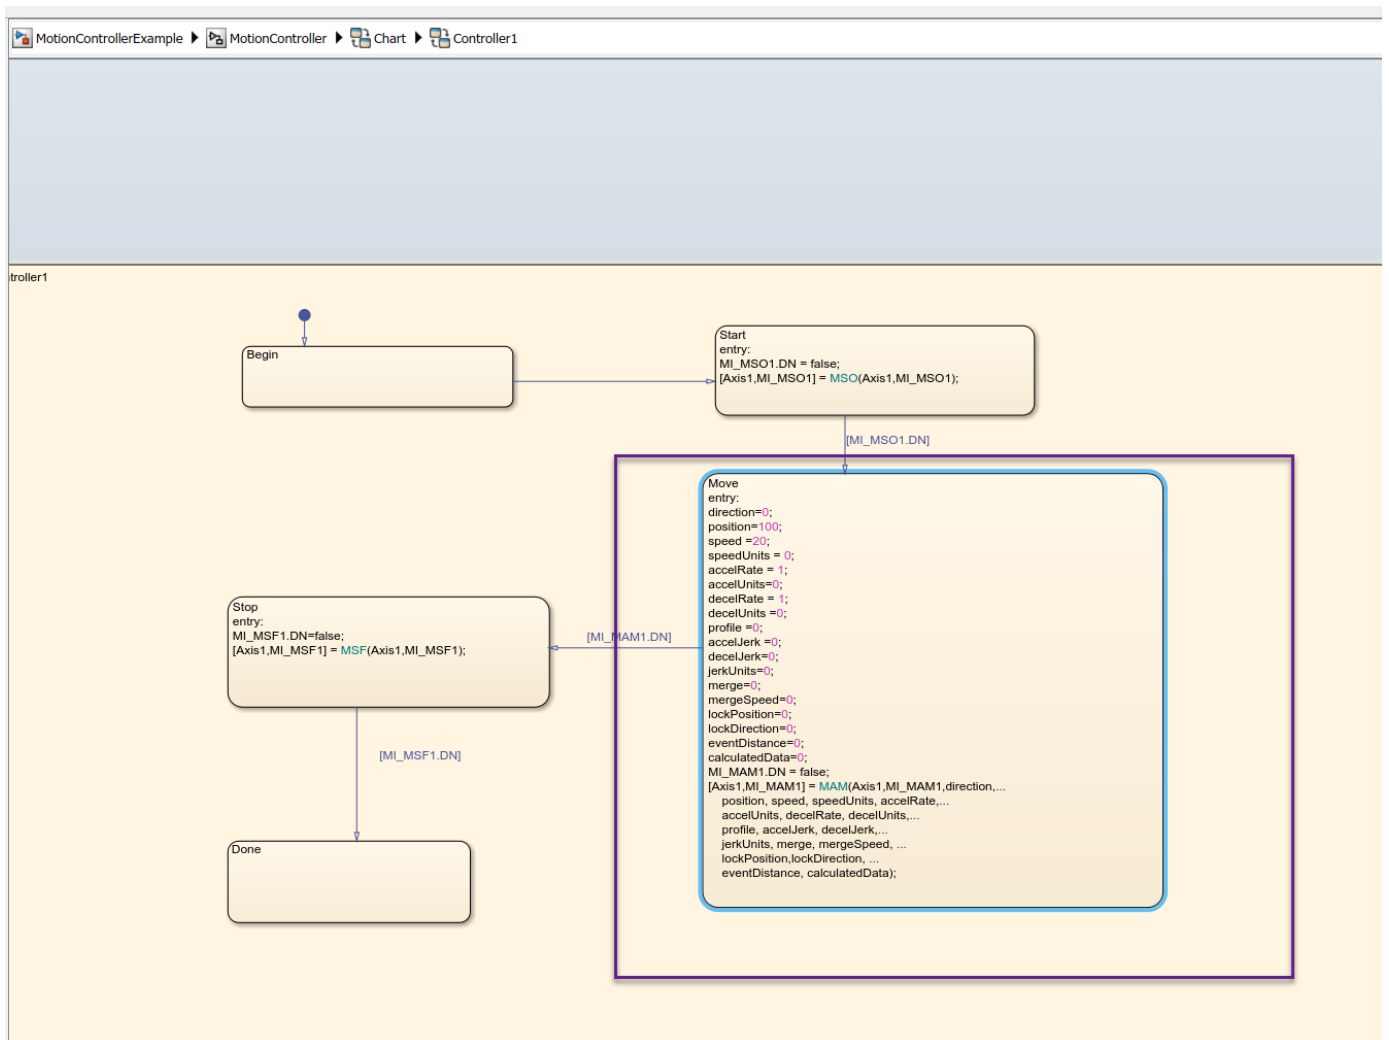 MotionControllerExample MotionController Chart Controller1
troller1
Begin
Start
entry:
MI_MSO1.DN = false;
[Axis1,MI_MSO1] = MSO(Axis1,MI_MSO1);
[MI_MSO1.DN]
Move
entry:
direction=0;
position=100;
speed =20;
speedUnits = 0;
accelRate = 1;
accelUnits=0;
decelRate = 1;
decelUnits =0;
profile =0;
accelJerk =0;
decelJerk=0;
jerkUnits=0;
merge=0;
mergeSpeed=0;
lockPosition=0;
lockDirection=0;
eventDistance=0;
calculatedData=0;
MI_MAM1.DN = false;
[Axis1,MI_MAM1] = MAM(Axis1,MI_MAM1,direction,...
position, speed, speedUnits, accelRate,...
accelUnits, decelRate, decelUnits,...
profile, accelJerk, decelJerk,...
jerkUnits, merge, mergeSpeed, ...
lockPosition,lockDirection, ...
eventDistance, calculatedData);
[MI_MAM1.DN]
Stop
entry:
MI_MSF1.DN=false;
[Axis1,MI_MSF1] = MSF(Axis1,MI_MSF1);
[MI_MSF1.DN]
Done